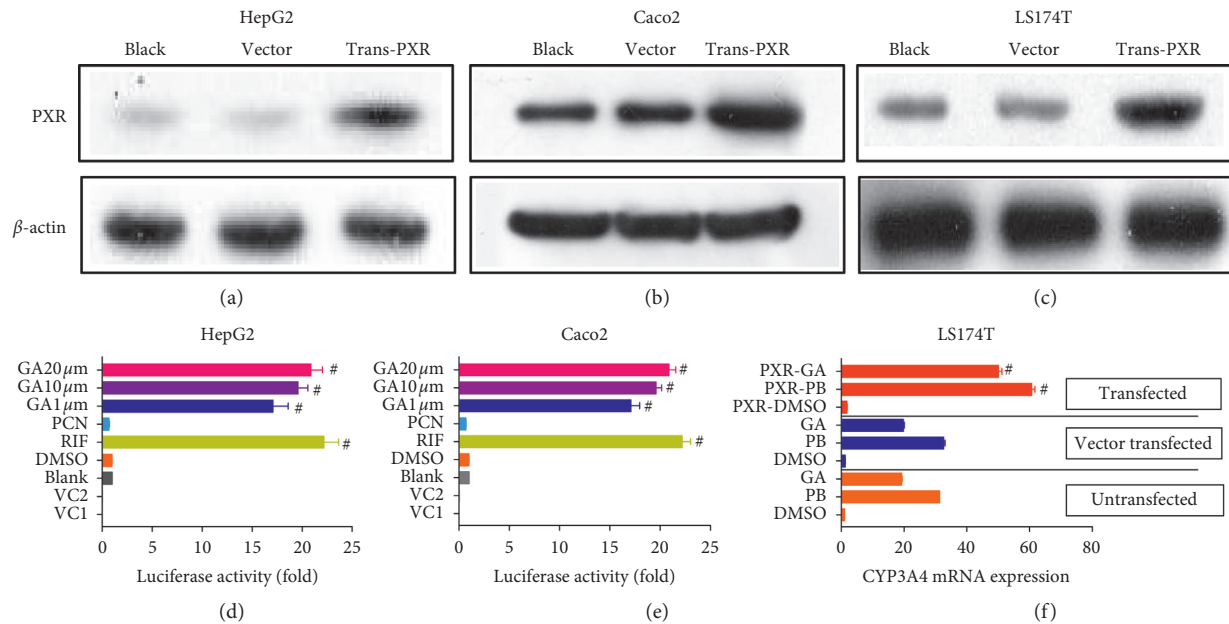 HepG2
Black Vector Trans-PXR
PXR
β-actin
(a)
Caco2
Black Vector Trans-PXR
(b)
LS174T
Black Vector Trans-PXR
(c)
HepG2
GA20μm
GA10μm
GA1μm
PCN
RIF
DMSO
Blank
VC2
VC1
# # # #
0 5 10 15 20 25
Luciferase activity (fold)
(d)
Caco2
GA20μm
GA10μm
GA1μm
PCN
RIF
DMSO
Blank
VC2
VC1
# # # #
0 5 10 15 20 25
Luciferase activity (fold)
(e)
LS174T
PXR-GA #
PXR-PB #
PXR-DMSO
Transfected
GA
PB
DMSO
Vector transfected
GA
PB
DMSO
Untransfected
0 20 40 60 80
CYP3A4 mRNA expression
(f)